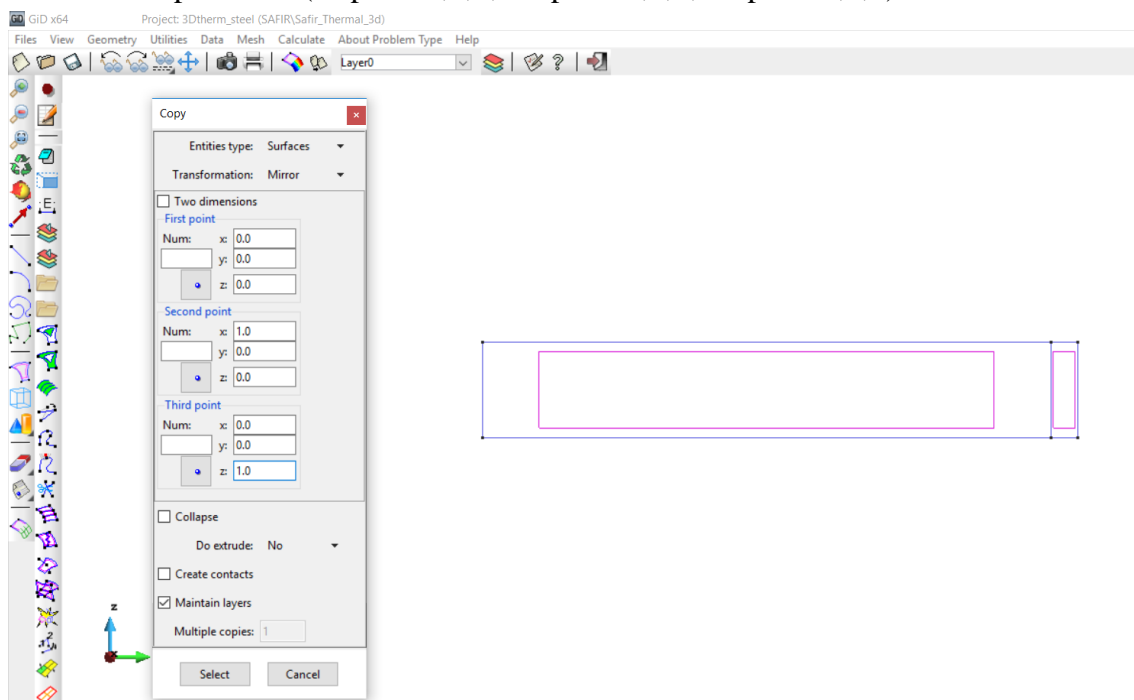 GiD x64 Project: 3Dtherm_steel (SAFIR\Safir_Thermal_3d)
Files View Geometry Utilities Data Mesh Calculate About Problem Type Help
Layer0
Copy
Entities type: Surfaces
Transformation: Mirror
Two dimensions
First point
Num: x: 0.0
y: 0.0
z: 0.0
Second point
Num: x: 1.0
y: 0.0
z: 0.0
Third point
Num: x: 0.0
y: 0.0
z: 1.0
Collapse
Do extrude: No
Create contacts
Maintain layers
Multiple copies: 1
Select Cancel
z